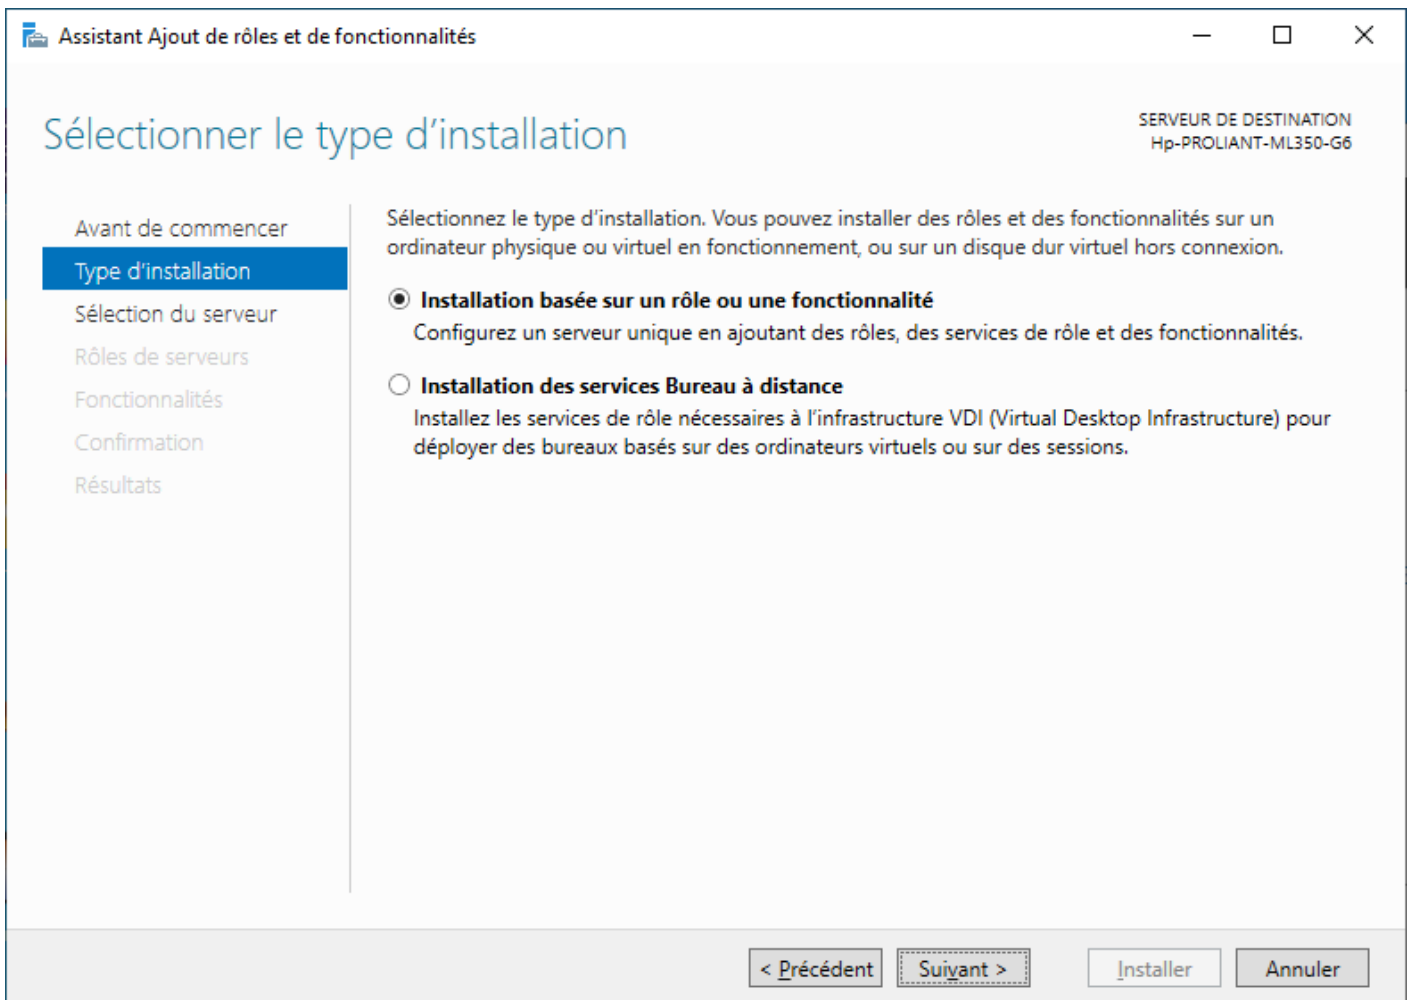 Assistant Ajout de rôles et de fonctionnalités
Sélectionner le type d’installation
SERVEUR DE DESTINATION
Hp-PROLIANT-ML350-G6
Avant de commencer
Type d’installation
Sélection du serveur
Rôles de serveurs
Fonctionnalités
Confirmation
Résultats
Sélectionnez le type d’installation. Vous pouvez installer des rôles et des fonctionnalités sur un
ordinateur physique ou virtuel en fonctionnement, ou sur un disque dur virtuel hors connexion.
Installation basée sur un rôle ou une fonctionnalité
Configurez un serveur unique en ajoutant des rôles, des services de rôle et des fonctionnalités.
Installation des services Bureau à distance
Installez les services de rôle nécessaires à l’infrastructure VDI (Virtual Desktop Infrastructure) pour
déployer des bureaux basés sur des ordinateurs virtuels ou sur des sessions.
< Précédent
Suivant >
Installer
Annuler